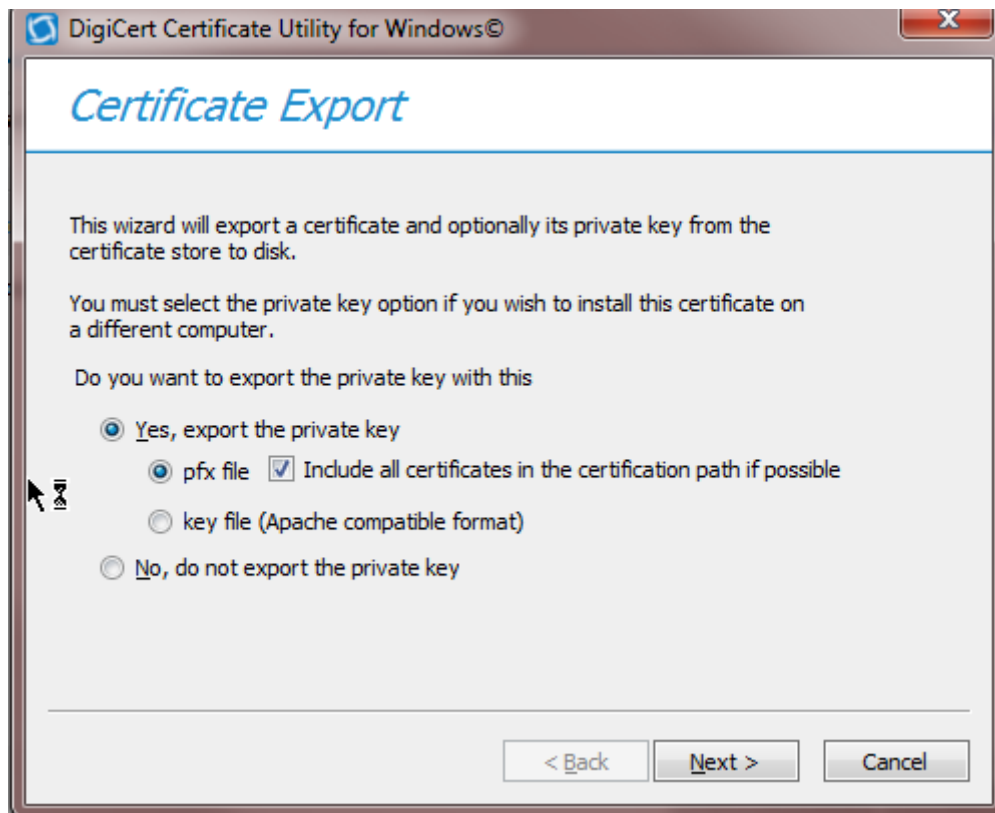 DigiCert Certificate Utility for Windows©
Certificate Export
This wizard will export a certificate and optionally its private key from the
certificate store to disk.
You must select the private key option if you wish to install this certificate on
a different computer.
Do you want to export the private key with this
Yes, export the private key
pfx file Include all certificates in the certification path if possible
key file (Apache compatible format)
No, do not export the private key
< Back Next > Cancel